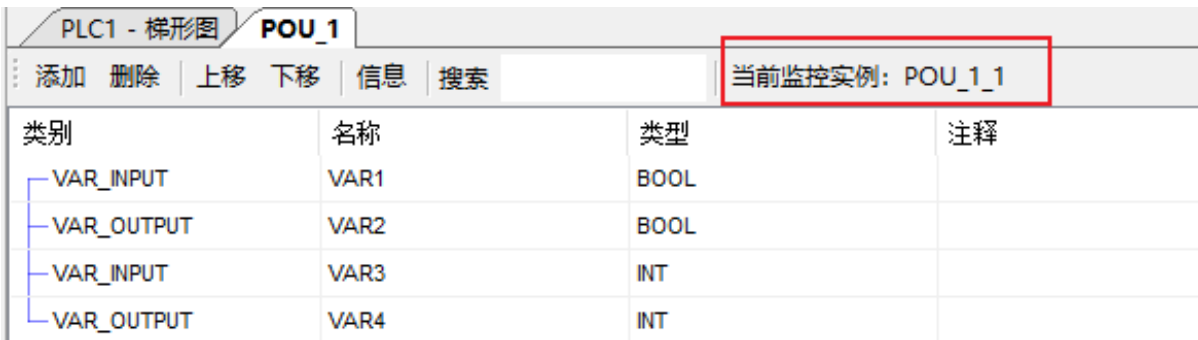 PLC1 - 梯形图 POU_1
添加 删除 上移 下移 信息 搜索 当前监控实例：POU_1_1
类别 名称 类型 注释
VAR_INPUT VAR1 BOOL
VAR_OUTPUT VAR2 BOOL
VAR_INPUT VAR3 INT
VAR_OUTPUT VAR4 INT